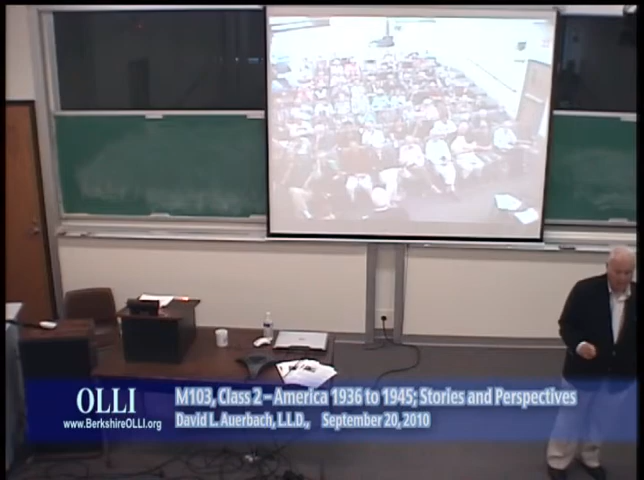 OLLI
www.BerkshireOLLI.org
M103, Class 2 – America 1936 to 1945; Stories and Perspectives
David L. Auerbach, L.L.D., September 20, 2010